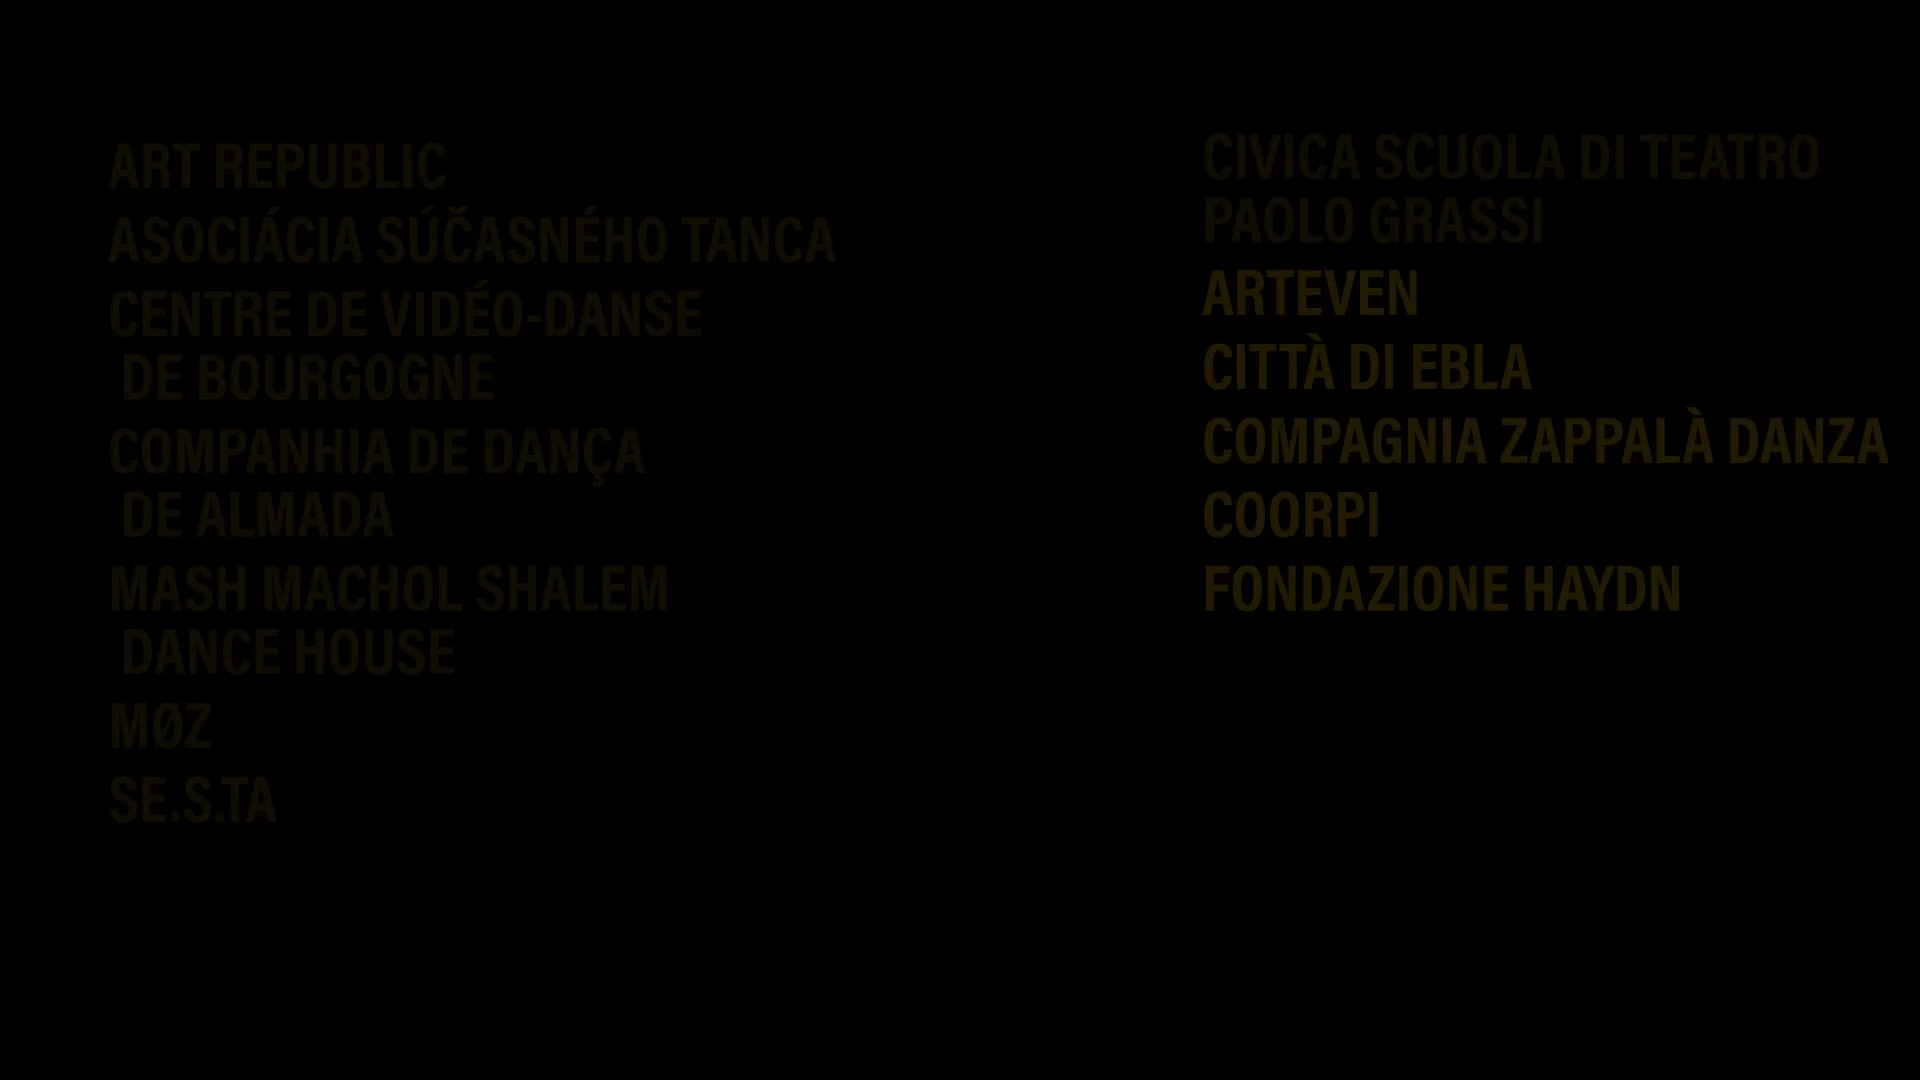 ART REPUBLIC
ASOCIÁCIA SÚČASNÉHO TANCA
CENTRE DE VIDÉO-DANSE
DE BOURGOGNE
COMPANHIA DE DANÇA
DE ALMADA
MASH MACHOL SHALEM
DANCE HOUSE
MØZ
SE.S.TA
CIVICA SCUOLA DI TEATRO
PAOLO GRASSI
ARTEVEN
CITTÀ DI EBLA
COMPAGNIA ZAPPALÀ DANZA
COORPI
FONDAZIONE HAYDN